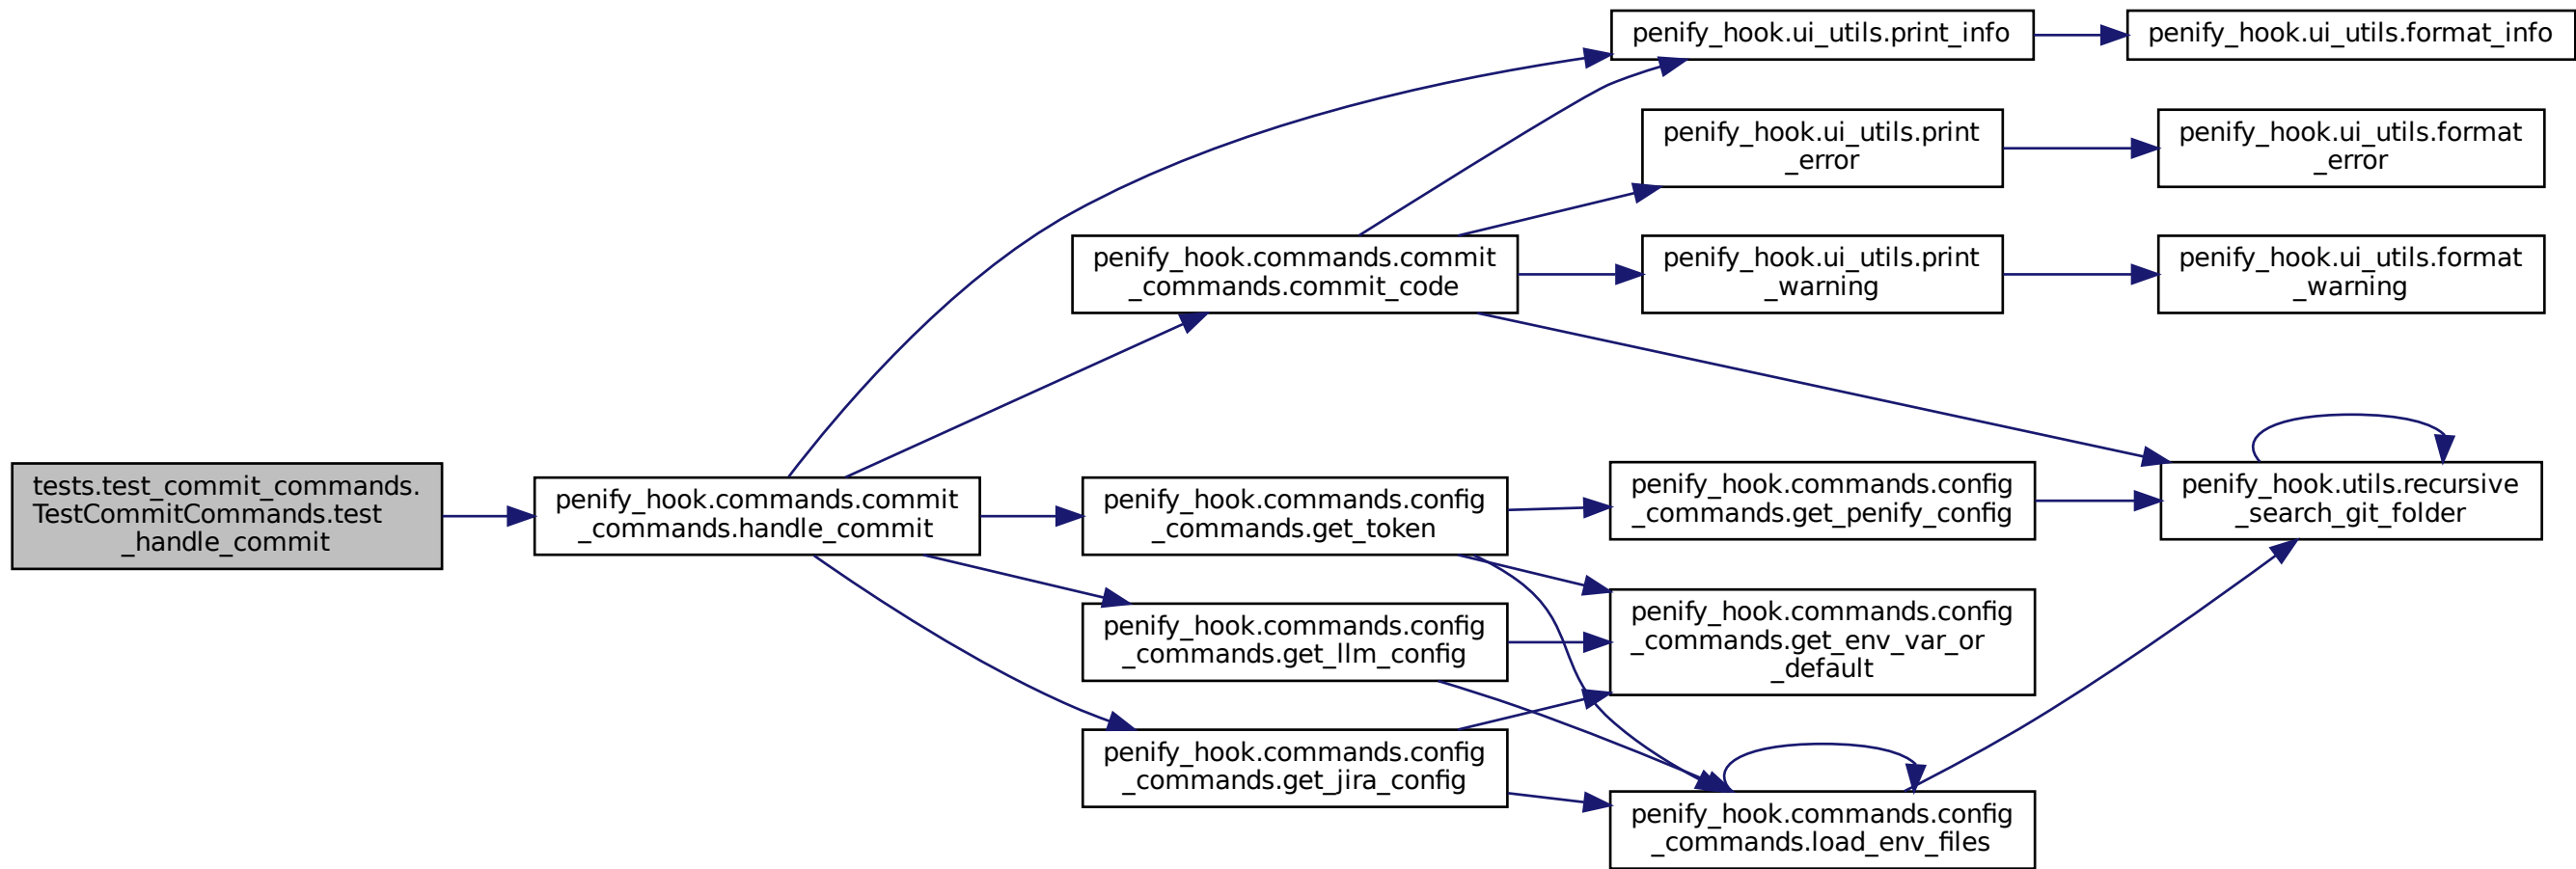 tests.test_commit_commands.
TestCommitCommands.test
_handle_commit
penify_hook.commands.commit
_commands.handle_commit
penify_hook.ui_utils.print_info
penify_hook.ui_utils.format_info
penify_hook.commands.commit
_commands.commit_code
penify_hook.ui_utils.print
_error
penify_hook.ui_utils.format
_error
penify_hook.ui_utils.print
_warning
penify_hook.ui_utils.format
_warning
penify_hook.utils.recursive
_search_git_folder
penify_hook.commands.config
_commands.get_token
penify_hook.commands.config
_commands.get_penify_config
penify_hook.commands.config
_commands.get_env_var_or
_default
penify_hook.commands.config
_commands.get_llm_config
penify_hook.commands.config
_commands.get_jira_config
penify_hook.commands.config
_commands.load_env_files